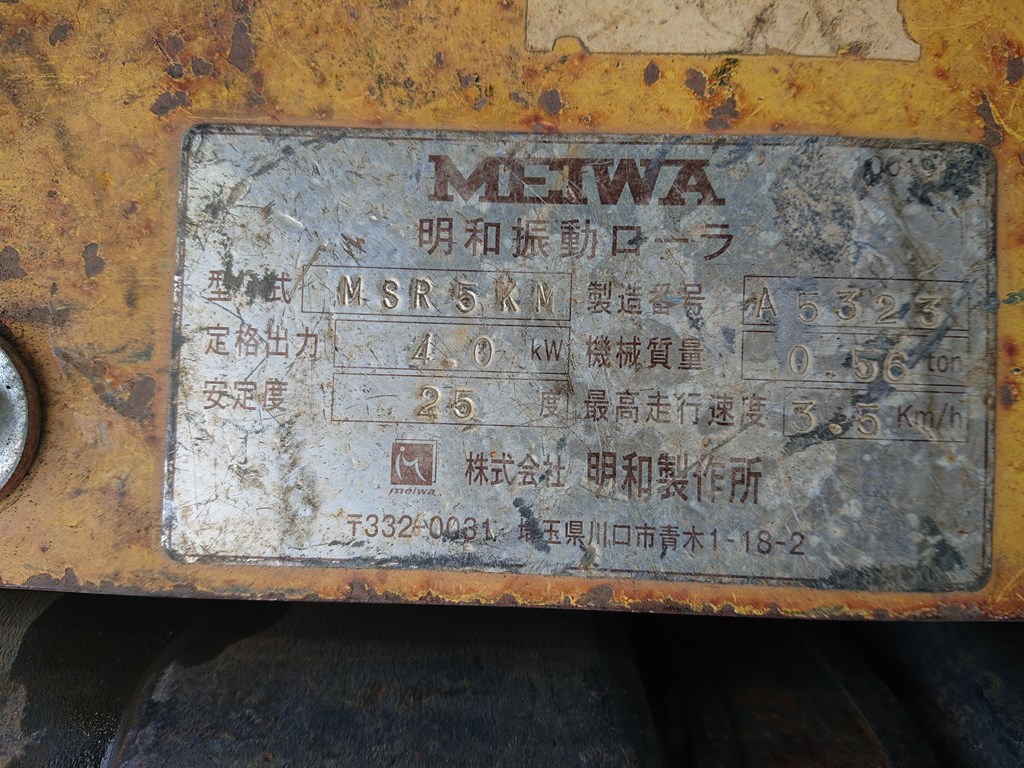 MEIWA
明和振動ローラ
型式 MSR5KM 製造番号 A5323
定格出力 4.0 kW 機械質量 0.56 ton
安定度 25 度 最高走行速度 3.5 Km/h
meiwa 株式会社 明和製作所
〒332-0031 埼玉県川口市青木1-18-2